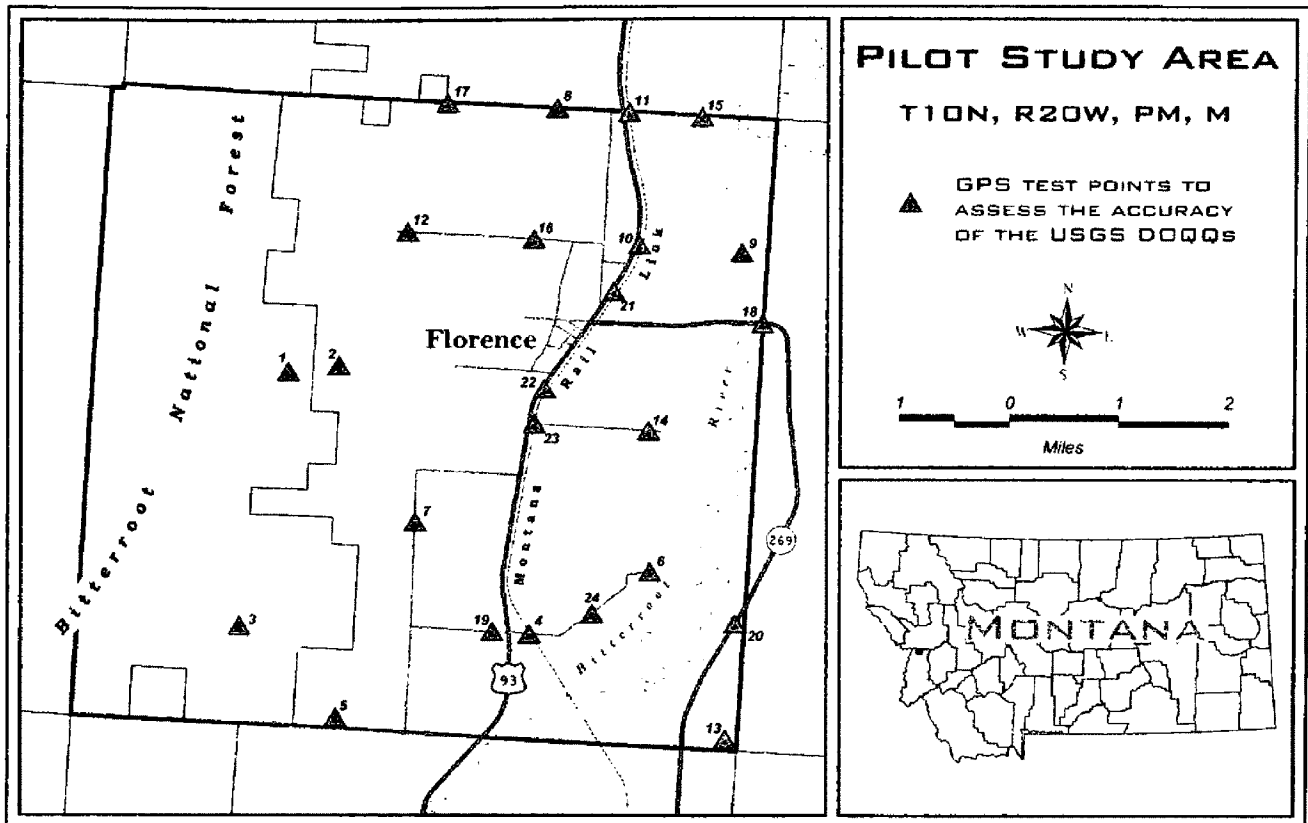 PILOT STUDY AREA
T10N, R20W, PM, M
GPS TEST POINTS TO
ASSESS THE ACCURACY
OF THE USGS DOQQs
N
W E
S
1 0 1 2
Miles
MONTANA
Bitterroot National Forest
17
8
11
15
12
16
10
9
Montana Rail Link
21
18
Florence
1
2
22
River
23
14
7
269
6
24
Bitterroot
3
19
4
20
93
5
13